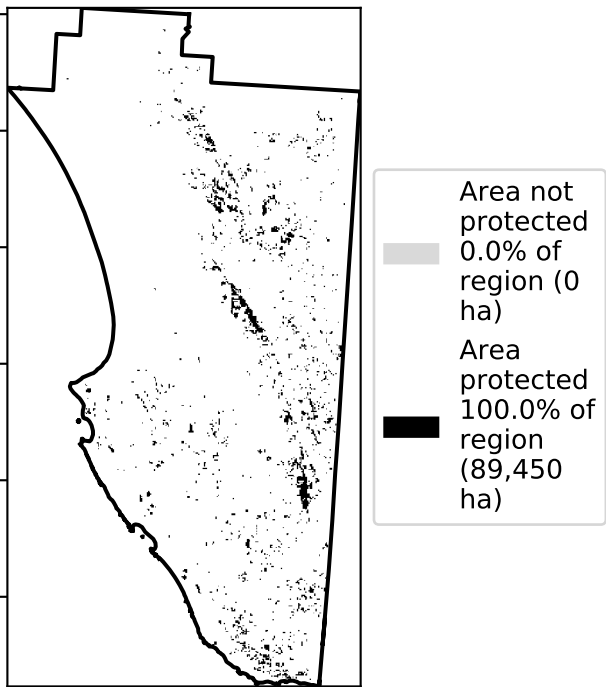 Area not
protected
0.0% of
region (0
ha)
Area
protected
100.0% of
region
(89,450
ha)